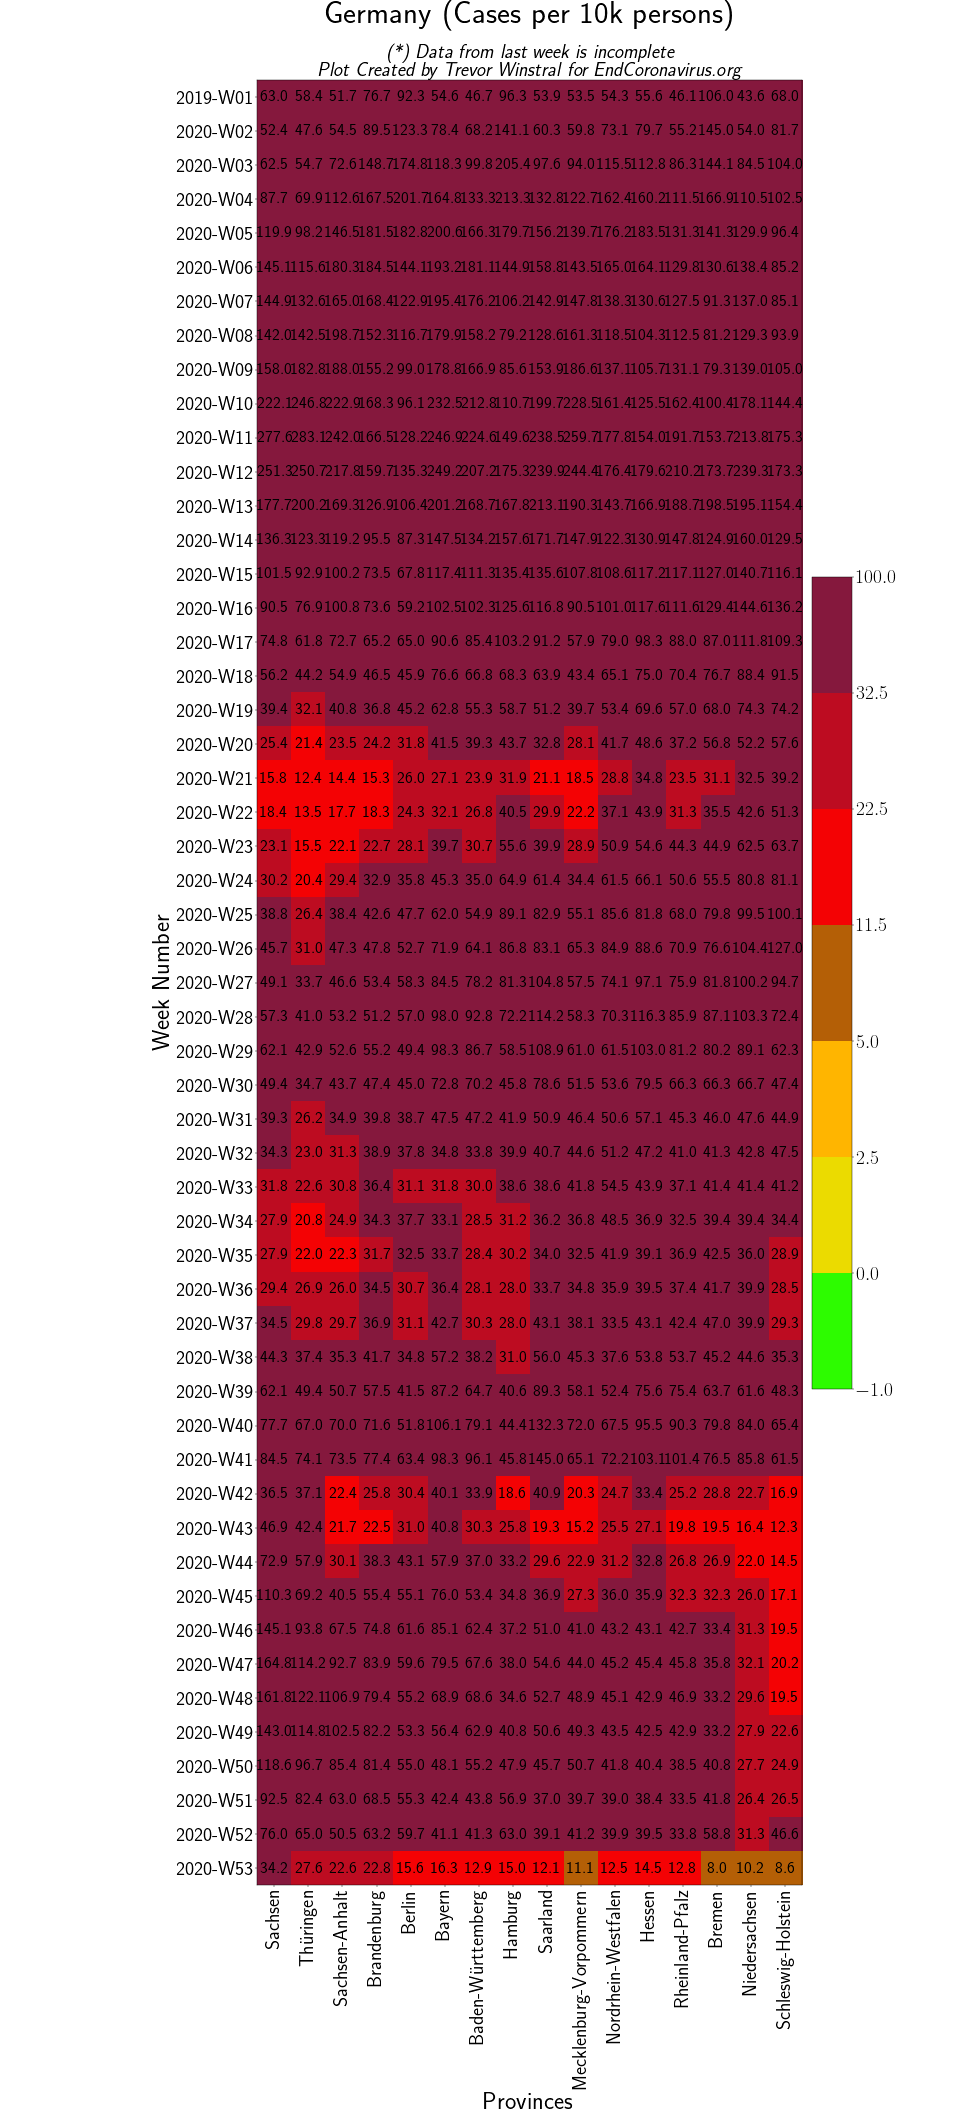 Germany (Cases per 10k persons)
(*) Data from last week is incomplete
Plot Created by Trevor Winstral for EndCoronavirus.org
2019-W01 63.0 58.4 51.7 76.7 92.3 54.6 46.7 96.3 53.9 53.5 54.3 55.6 46.1 106.0 43.6 68.0
2020-W02 52.4 47.6 54.5 89.5 123.3 78.4 68.2 141.1 60.3 59.8 73.1 79.7 55.2 145.0 54.0 81.7
2020-W03 62.5 54.7 72.6 148.7 174.8 118.3 99.8 205.4 97.6 94.0 115.5 112.8 86.3 144.1 84.5 104.0
2020-W04 87.7 69.9 112.6 167.5 201.7 164.8 133.3 213.3 132.8 122.7 162.4 160.2 111.5 166.9 110.5 102.5
2020-W05 119.9 98.2 146.5 181.5 182.8 200.6 166.3 179.7 156.2 139.7 176.2 183.5 131.3 141.3 129.9 96.4
2020-W06 145.1 115.6 180.3 184.5 144.1 193.2 181.1 144.9 158.8 143.5 165.0 164.1 129.8 130.6 138.4 85.2
2020-W07 144.9 132.6 165.0 168.4 122.9 195.4 176.2 106.2 142.9 147.8 138.3 130.6 127.5 91.3 137.0 85.1
2020-W08 142.0 142.5 198.7 152.3 116.7 179.9 158.2 79.2 128.6 161.3 118.5 104.3 112.5 81.2 129.3 93.9
2020-W09 158.0 182.8 188.0 155.2 99.0 178.8 166.9 85.6 153.9 186.6 137.1 105.7 131.1 79.3 139.0 105.0
2020-W10 222.1 246.8 222.9 168.3 96.1 232.5 212.8 110.7 199.7 228.5 161.4 125.5 162.4 100.4 178.1 144.4
2020-W11 277.6 283.1 242.0 166.5 128.2 246.9 224.6 149.6 238.5 259.7 177.8 154.0 191.7 153.7 213.8 175.3
2020-W12 251.3 250.7 217.8 159.7 135.3 249.2 207.2 175.3 239.9 244.4 176.4 179.6 210.2 173.7 239.3 173.3
2020-W13 177.7 200.2 169.3 126.9 106.4 201.2 168.7 167.8 213.1 190.3 143.7 166.9 188.7 198.5 195.1 154.4
2020-W14 136.3 123.3 119.2 95.5 87.3 147.5 134.2 157.6 171.7 147.9 122.3 130.9 147.8 124.9 160.0 129.5
2020-W15 101.5 92.9 100.2 73.5 67.8 117.4 111.3 135.4 135.6 107.8 108.6 117.2 117.1 127.0 140.7 116.1
2020-W16 90.5 76.9 100.8 73.6 59.2 102.5 102.3 125.6 116.8 90.5 101.0 117.6 111.6 129.4 144.6 136.2
2020-W17 74.8 61.8 72.7 65.2 65.0 90.6 85.4 103.2 91.2 57.9 79.0 98.3 88.0 87.0 111.8 109.3
2020-W18 56.2 44.2 54.9 46.5 45.9 76.6 66.8 68.3 63.9 43.4 65.1 75.0 70.4 76.7 88.4 91.5
2020-W19 39.4 32.1 40.8 36.8 45.2 62.8 55.3 58.7 51.2 39.7 53.4 69.6 57.0 68.0 74.3 74.2
2020-W20 25.4 21.4 23.5 24.2 31.8 41.5 39.3 43.7 32.8 28.1 41.7 48.6 37.2 56.8 52.2 57.6
2020-W21 15.8 12.4 14.4 15.3 26.0 27.1 23.9 31.9 21.1 18.5 28.8 34.8 23.5 31.1 32.5 39.2
2020-W22 18.4 13.5 17.7 18.3 24.3 32.1 26.8 40.5 29.9 22.2 37.1 43.9 31.3 35.5 42.6 51.3
2020-W23 23.1 15.5 22.1 22.7 28.1 39.7 30.7 55.6 39.9 28.9 50.9 54.6 44.3 44.9 62.5 63.7
2020-W24 30.2 20.4 29.4 32.9 35.8 45.3 35.0 64.9 61.4 34.4 61.5 66.1 50.6 55.5 80.8 81.1
2020-W25 38.8 26.4 38.4 42.6 47.7 62.0 54.9 89.1 82.9 55.1 85.6 81.8 68.0 79.8 99.5 100.1
2020-W26 45.7 31.0 47.3 47.8 52.7 71.9 64.1 86.8 83.1 65.3 84.9 88.6 70.9 76.6 104.4 127.0
2020-W27 49.1 33.7 46.6 53.4 58.3 84.5 78.2 81.3 104.8 57.5 74.1 97.1 75.9 81.8 100.2 94.7
2020-W28 57.3 41.0 53.2 51.2 57.0 98.0 92.8 72.2 114.2 58.3 70.3 116.3 85.9 87.1 103.3 72.4
2020-W29 62.1 42.9 52.6 55.2 49.4 98.3 86.7 58.5 108.9 61.0 61.5 103.0 81.2 80.2 89.1 62.3
2020-W30 49.4 34.7 43.7 47.4 45.0 72.8 70.2 45.8 78.6 51.5 53.6 79.5 66.3 66.3 66.7 47.4
2020-W31 39.3 26.2 34.9 39.8 38.7 47.5 47.2 41.9 50.9 46.4 50.6 57.1 45.3 46.0 47.6 44.9
2020-W32 34.3 23.0 31.3 38.9 37.8 34.8 33.8 39.9 40.7 44.6 51.2 47.2 41.0 41.3 42.8 47.5
2020-W33 31.8 22.6 30.8 36.4 31.1 31.8 30.0 38.6 38.6 41.8 54.5 43.9 37.1 41.4 41.4 41.2
2020-W34 27.9 20.8 24.9 34.3 37.7 33.1 28.5 31.2 36.2 36.8 48.5 36.9 32.5 39.4 39.4 34.4
2020-W35 27.9 22.0 22.3 31.7 32.5 33.7 28.4 30.2 34.0 32.5 41.9 39.1 36.9 42.5 36.0 28.9
2020-W36 29.4 26.9 26.0 34.5 30.7 36.4 28.1 28.0 33.7 34.8 35.9 39.5 37.4 41.7 39.9 28.5
2020-W37 34.5 29.8 29.7 36.9 31.1 42.7 30.3 28.0 43.1 38.1 33.5 43.1 42.4 47.0 39.9 29.3
2020-W38 44.3 37.4 35.3 41.7 34.8 57.2 38.2 31.0 56.0 45.3 37.6 53.8 53.7 45.2 44.6 35.3
2020-W39 62.1 49.4 50.7 57.5 41.5 87.2 64.7 40.6 89.3 58.1 52.4 75.6 75.4 63.7 61.6 48.3
2020-W40 77.7 67.0 70.0 71.6 51.8 106.1 79.1 44.4 132.3 72.0 67.5 95.5 90.3 79.8 84.0 65.4
2020-W41 84.5 74.1 73.5 77.4 63.4 98.3 96.1 45.8 145.0 65.1 72.2 103.1 101.4 76.5 85.8 61.5
2020-W42 36.5 37.1 22.4 25.8 30.4 40.1 33.9 18.6 40.9 20.3 24.7 33.4 25.2 28.8 22.7 16.9
2020-W43 46.9 42.4 21.7 22.5 31.0 40.8 30.3 25.8 19.3 15.2 25.5 27.1 19.8 19.5 16.4 12.3
2020-W44 72.9 57.9 30.1 38.3 43.1 57.9 37.0 33.2 29.6 22.9 31.2 32.8 26.8 26.9 22.0 14.5
2020-W45 110.3 69.2 40.5 55.4 55.1 76.0 53.4 34.8 36.9 27.3 36.0 35.9 32.3 32.3 26.0 17.1
2020-W46 145.1 93.8 67.5 74.8 61.6 85.1 62.4 37.2 51.0 41.0 43.2 43.1 42.7 33.4 31.3 19.5
2020-W47 164.8 114.2 92.7 83.9 59.6 79.5 67.6 38.0 54.6 44.0 45.2 45.4 45.8 35.8 32.1 20.2
2020-W48 161.8 122.1 106.9 79.4 55.2 68.9 68.6 34.6 52.7 48.9 45.1 42.9 46.9 33.2 29.6 19.5
2020-W49 143.0 114.8 102.5 82.2 53.3 56.4 62.9 40.8 50.6 49.3 43.5 42.5 42.9 33.2 27.9 22.6
2020-W50 118.6 96.7 85.4 81.4 55.0 48.1 55.2 47.9 45.7 50.7 41.8 40.4 38.5 40.8 27.7 24.9
2020-W51 92.5 82.4 63.0 68.5 55.3 42.4 43.8 56.9 37.0 39.7 39.0 38.4 33.5 41.8 26.4 26.5
2020-W52 76.0 65.0 50.5 63.2 59.7 41.1 41.3 63.0 39.1 41.2 39.9 39.5 33.8 58.8 31.3 46.6
2020-W53 34.2 27.6 22.6 22.8 15.6 16.3 12.9 15.0 12.1 11.1 12.5 14.5 12.8 8.0 10.2 8.6
Week Number
Sachsen
Thüringen
Sachsen-Anhalt
Brandenburg
Berlin
Bayern
Baden-Württemberg
Hamburg
Saarland
Mecklenburg-Vorpommern
Nordrhein-Westfalen
Hessen
Rheinland-Pfalz
Bremen
Niedersachsen
Schleswig-Holstein
Provinces
100.0
32.5
22.5
11.5
5.0
2.5
0.0
−1.0